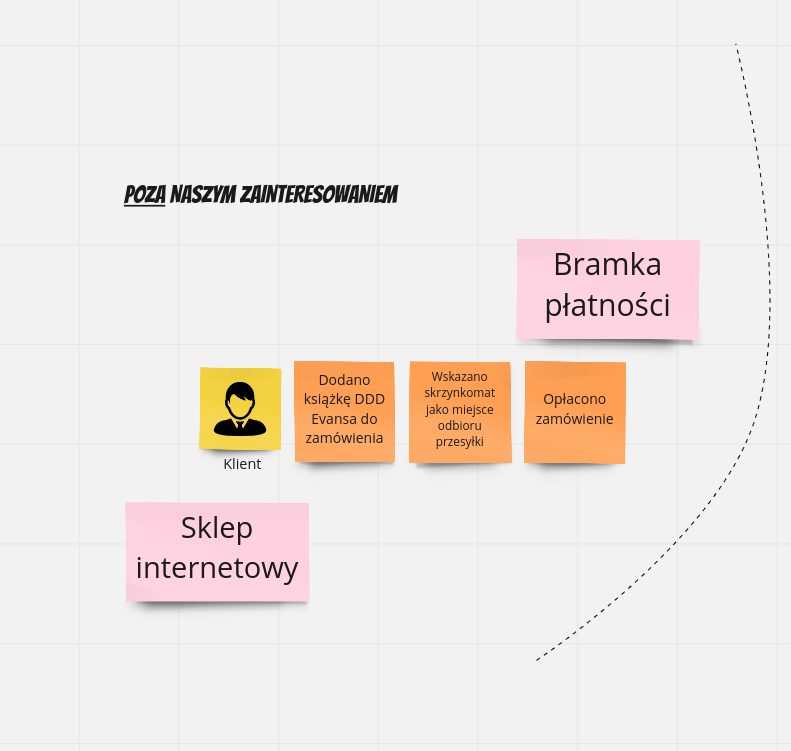 POZA NASZYM ZAINTERESOWANIEM
Bramka
płatności
Dodano
książkę DDD
Evansa do
zamówienia
Wskazano
skrzynkomat
jako miejsce
odbioru
przesyłki
Opłacono
zamówienie
Klient
Sklep
internetowy